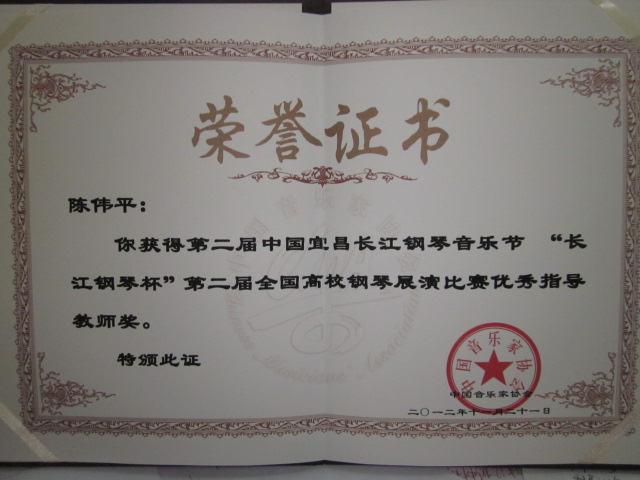 荣誉证书
陈伟平：
你获得第二届中国宜昌长江钢琴音乐节 “长
江钢琴杯”第二届全国高校钢琴展演比赛优秀指导
教师奖。
特颁此证
中国音乐家协会
中国音乐家协会
二〇一二年十一月二十一日